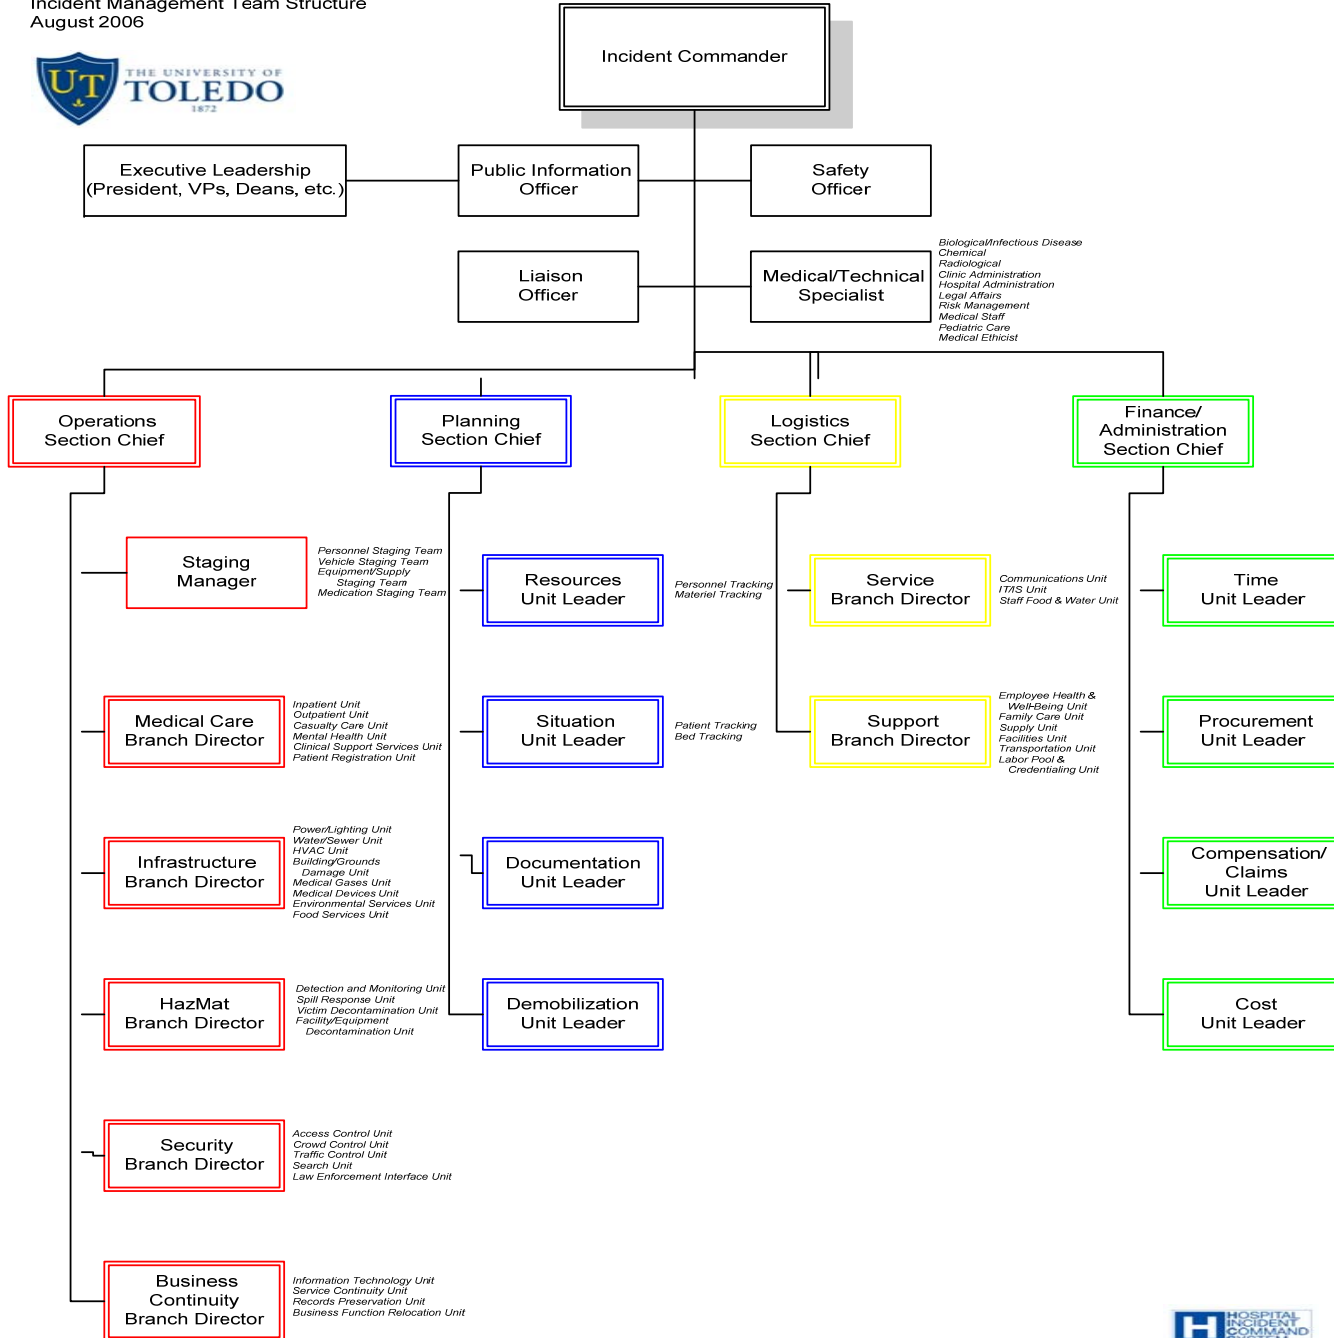 Incident Management Team Structure
August 2006
UT
THE UNIVERSITY OF
TOLEDO
1872
Incident Commander
Executive Leadership
(President, VPs, Deans, etc.)
Public Information
Officer
Safety
Officer
Liaison
Officer
Medical/Technical
Specialist
Biological/Infectious Disease
Chemical
Radiological
Clinic Administration
Hospital Administration
Legal Affairs
Risk Management
Medical Staff
Pediatric Care
Medical Ethicist
Operations
Section Chief
Planning
Section Chief
Logistics
Section Chief
Finance/
Administration
Section Chief
Staging
Manager
Personnel Staging Team
Vehicle Staging Team
Equipment/Supply
Staging Team
Medication Staging Team
Resources
Unit Leader
Personnel Tracking
Materiel Tracking
Service
Branch Director
Communications Unit
IT/IS Unit
Staff Food & Water Unit
Time
Unit Leader
Medical Care
Branch Director
Inpatient Unit
Outpatient Unit
Casualty Care Unit
Mental Health Unit
Clinical Support Services Unit
Patient Registration Unit
Situation
Unit Leader
Patient Tracking
Bed Tracking
Support
Branch Director
Employee Health &
Well-Being Unit
Family Care Unit
Supply Unit
Facilities Unit
Transportation Unit
Labor Pool &
Credentialing Unit
Procurement
Unit Leader
Infrastructure
Branch Director
Power/Lighting Unit
Water/Sewer Unit
HVAC Unit
Building/Grounds
Damage Unit
Medical Gases Unit
Medical Devices Unit
Environmental Services Unit
Food Services Unit
Documentation
Unit Leader
Compensation/
Claims
Unit Leader
HazMat
Branch Director
Detection and Monitoring Unit
Spill Response Unit
Victim Decontamination Unit
Facility/Equipment
Decontamination Unit
Demobilization
Unit Leader
Cost
Unit Leader
Security
Branch Director
Access Control Unit
Crowd Control Unit
Traffic Control Unit
Search Unit
Law Enforcement Interface Unit
Business
Continuity
Branch Director
Information Technology Unit
Service Continuity Unit
Records Preservation Unit
Business Function Relocation Unit
H
HOSPITAL
INCIDENT
COMMAND
SYSTEM